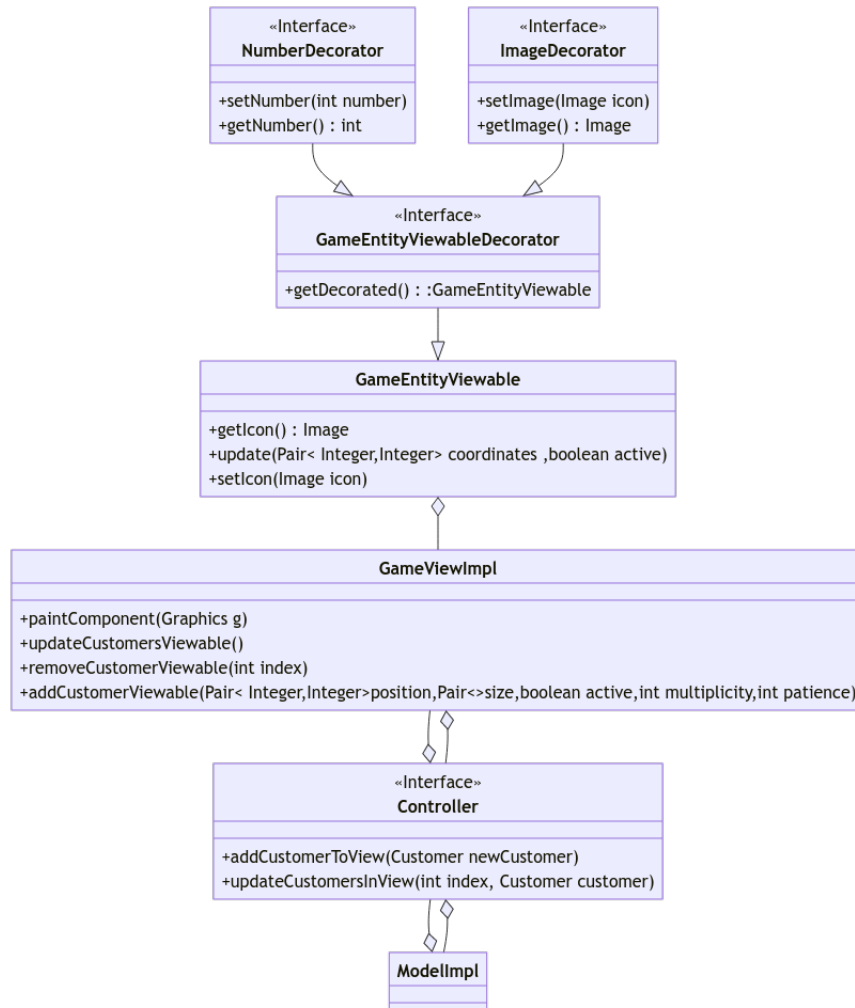 «Interface»
NumberDecorator
+setNumber(int number)
+getNumber() : int
«Interface»
ImageDecorator
+setImage(Image icon)
+getImage() : Image
«Interface»
GameEntityViewableDecorator
+getDecorated() : :GameEntityViewable
GameEntityViewable
+getIcon() : Image
+update(Pair< Integer,Integer> coordinates ,boolean active)
+setIcon(Image icon)
GameViewImpl
+paintComponent(Graphics g)
+updateCustomersViewable()
+removeCustomerViewable(int index)
+addCustomerViewable(Pair< Integer,Integer>position,Pair<>size,boolean active,int multiplicity,int patience)
«Interface»
Controller
+addCustomerToView(Customer newCustomer)
+updateCustomersInView(int index, Customer customer)
ModelImpl